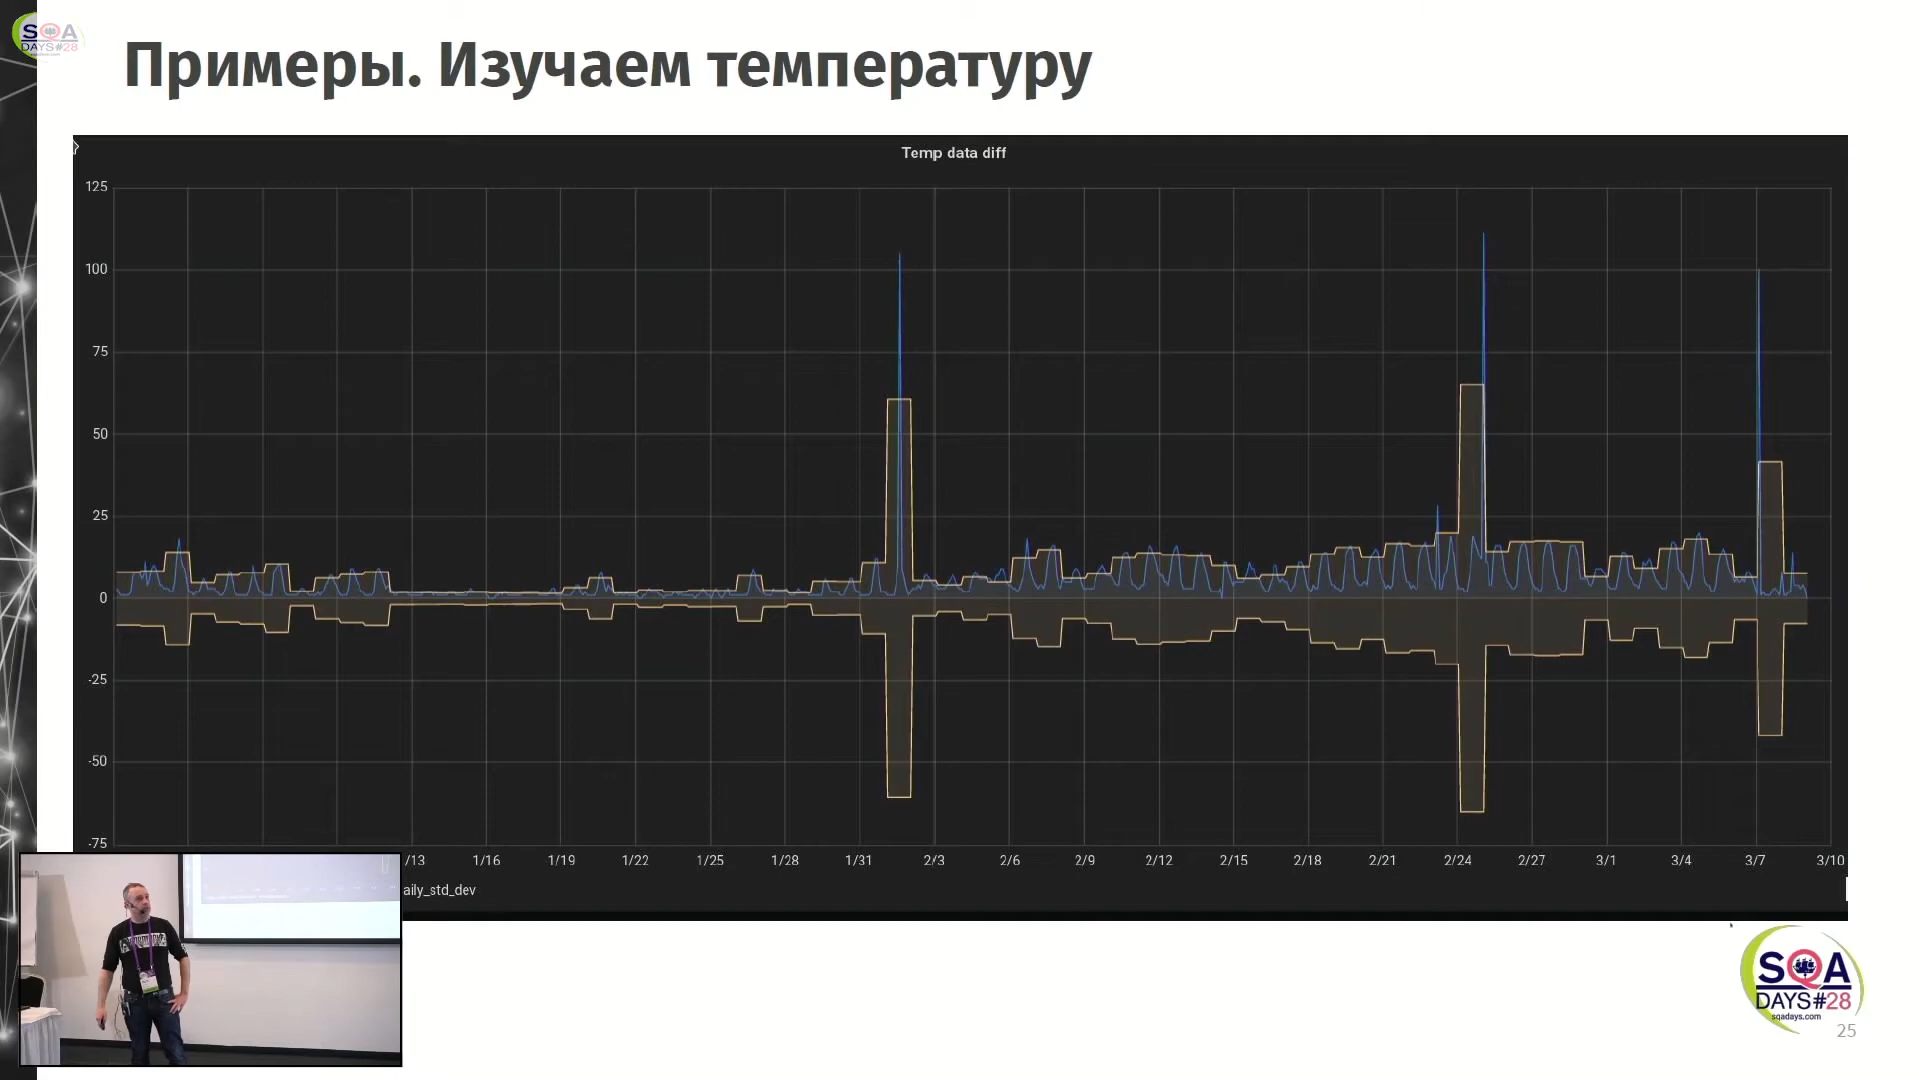 SQA
DAYS#28
Примеры. Изучаем температуру
Temp data diff
125
100
75
50
25
0
-25
-50
-75
/13 1/16 1/19 1/22 1/25 1/28 1/31 2/3 2/6 2/9 2/12 2/15 2/18 2/21 2/24 2/27 3/1 3/4 3/7 3/10
aily_std_dev
SQA
DAYS#28
sqadays.com
25